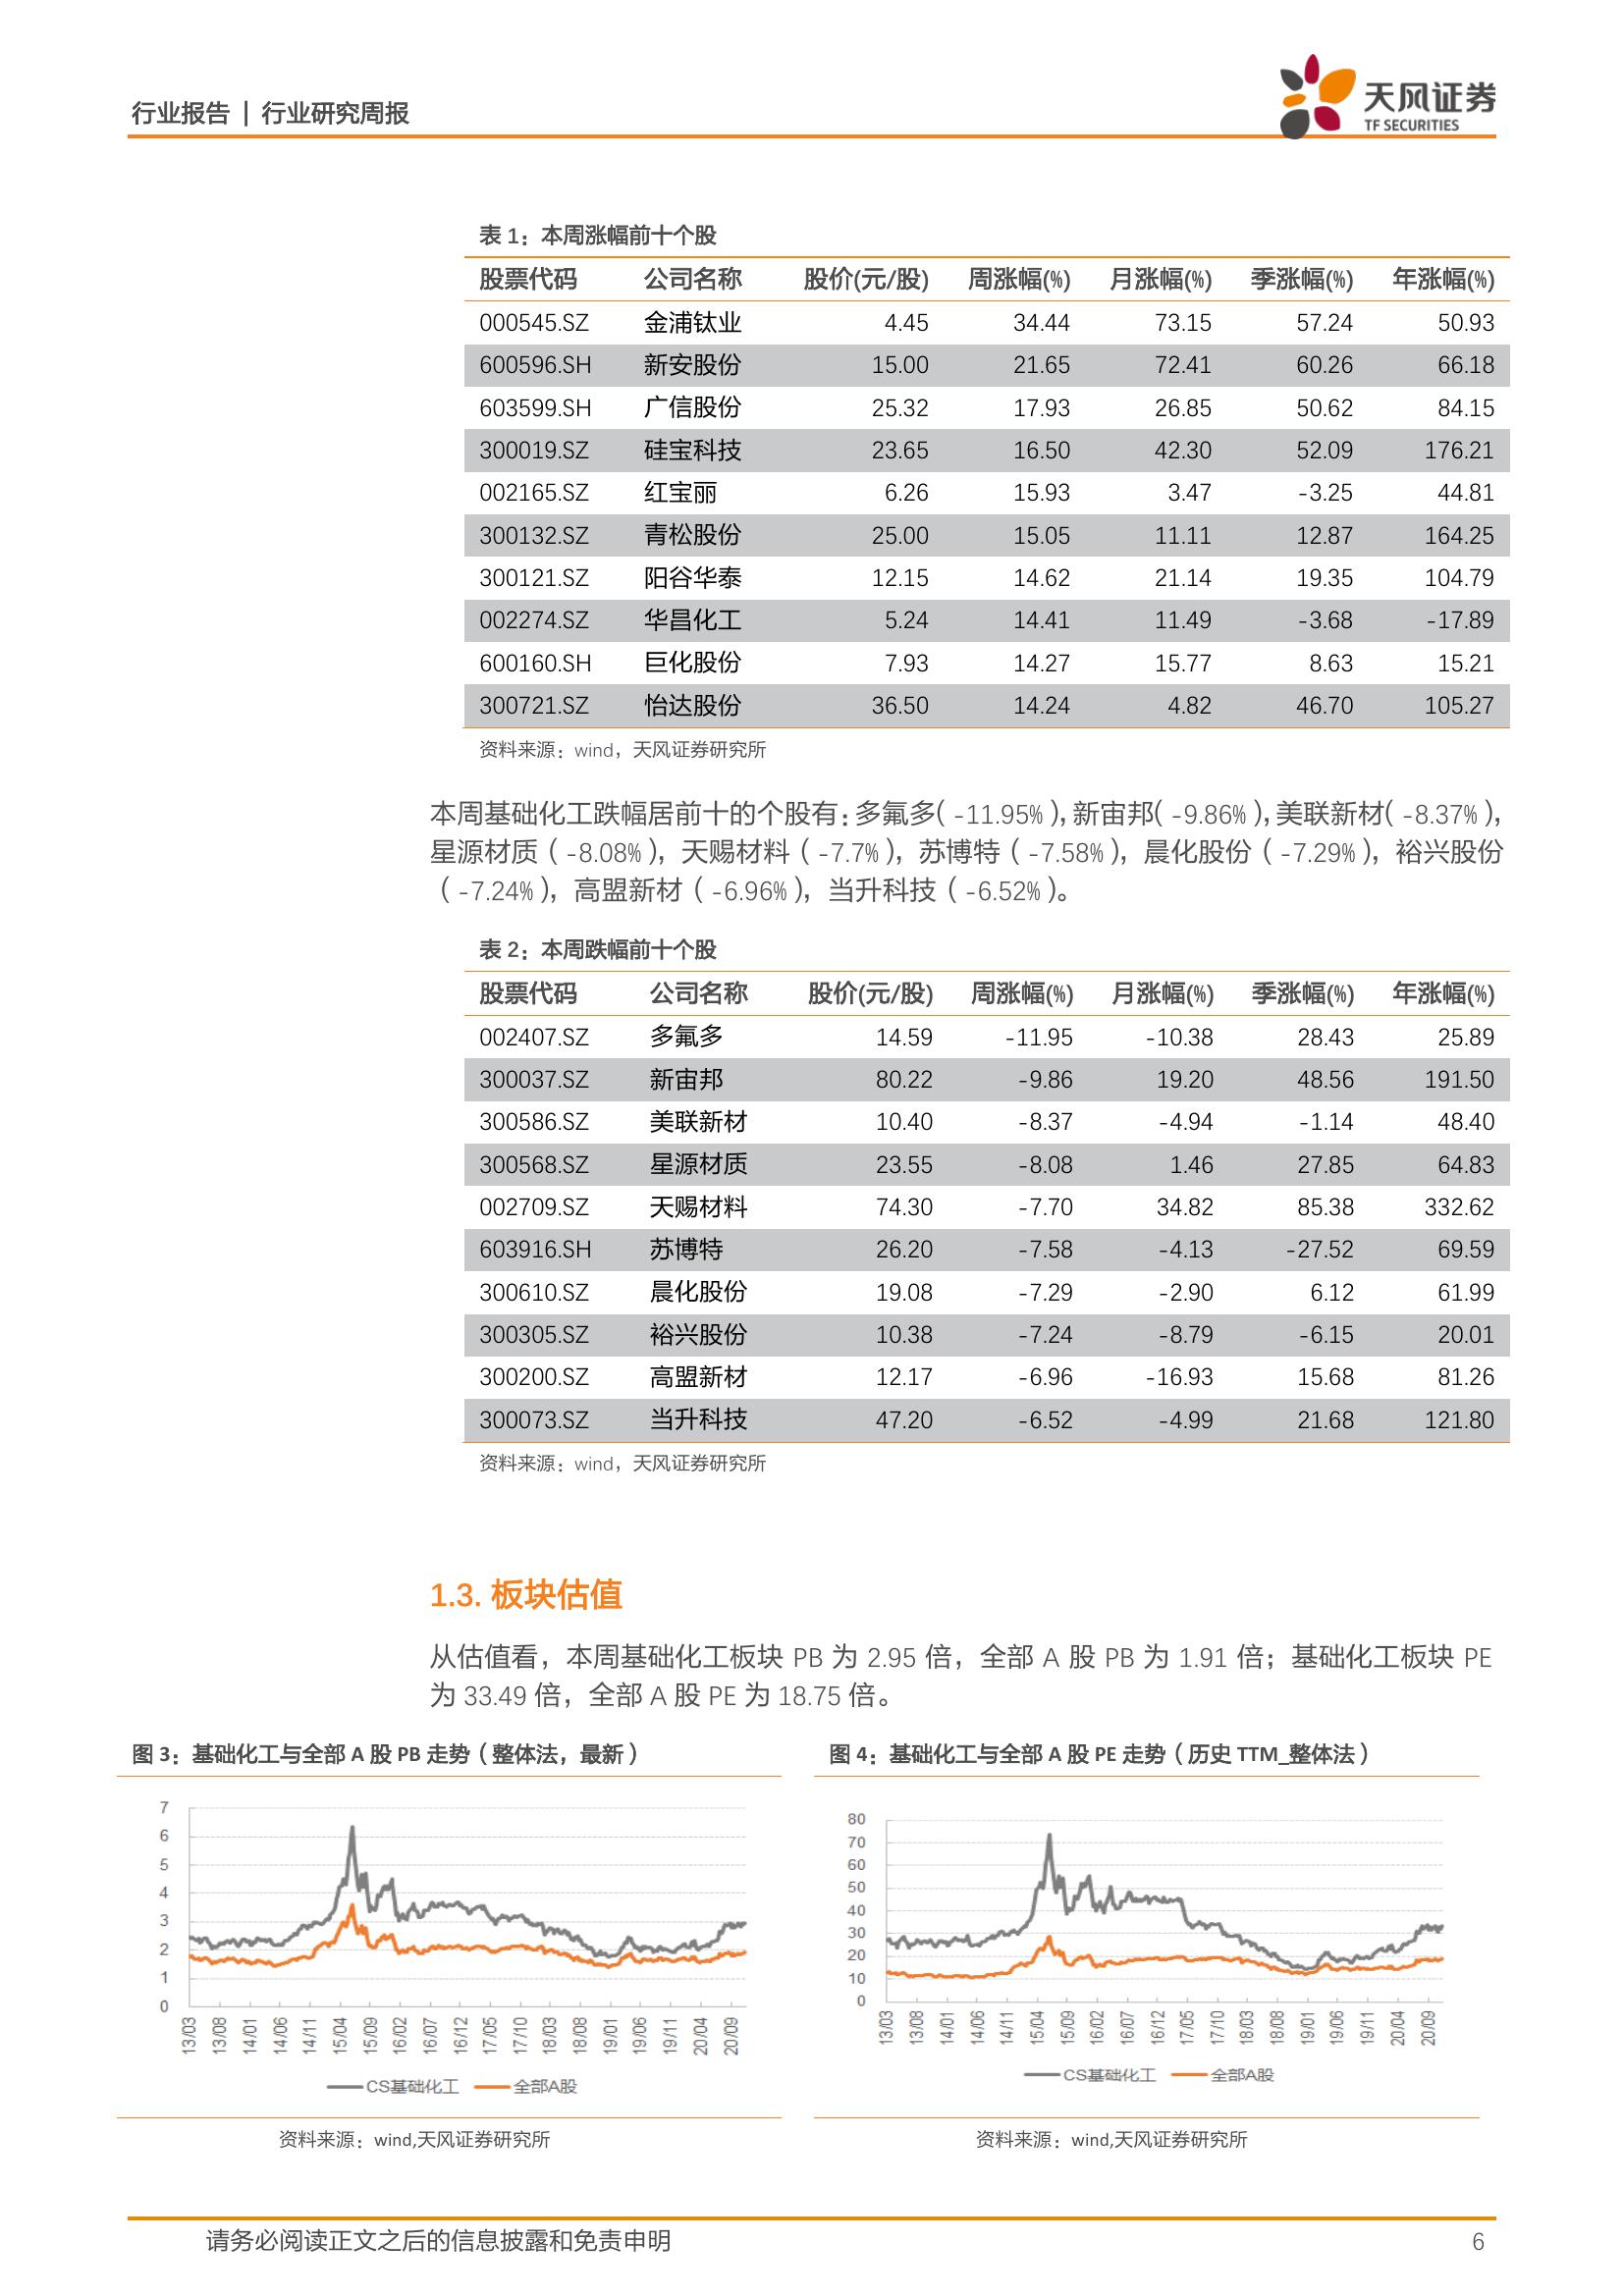 行业报告 | 行业研究周报
天风证券
TF SECURITIES
表 1：本周涨幅前十个股
股票代码 公司名称 股价(元/股) 周涨幅(%) 月涨幅(%) 季涨幅(%) 年涨幅(%)
000545.SZ 金浦钛业 4.45 34.44 73.15 57.24 50.93
600596.SH 新安股份 15.00 21.65 72.41 60.26 66.18
603599.SH 广信股份 25.32 17.93 26.85 50.62 84.15
300019.SZ 硅宝科技 23.65 16.50 42.30 52.09 176.21
002165.SZ 红宝丽 6.26 15.93 3.47 -3.25 44.81
300132.SZ 青松股份 25.00 15.05 11.11 12.87 164.25
300121.SZ 阳谷华泰 12.15 14.62 21.14 19.35 104.79
002274.SZ 华昌化工 5.24 14.41 11.49 -3.68 -17.89
600160.SH 巨化股份 7.93 14.27 15.77 8.63 15.21
300721.SZ 怡达股份 36.50 14.24 4.82 46.70 105.27
资料来源：wind，天风证券研究所
本周基础化工跌幅居前十的个股有：多氟多（-11.95%），新宙邦（-9.86%），美联新材（-8.37%），
星源材质（-8.08%），天赐材料（-7.7%），苏博特（-7.58%），晨化股份（-7.29%），裕兴股份
（-7.24%），高盟新材（-6.96%），当升科技（-6.52%）。
表 2：本周跌幅前十个股
股票代码 公司名称 股价(元/股) 周涨幅(%) 月涨幅(%) 季涨幅(%) 年涨幅(%)
002407.SZ 多氟多 14.59 -11.95 -10.38 28.43 25.89
300037.SZ 新宙邦 80.22 -9.86 19.20 48.56 191.50
300586.SZ 美联新材 10.40 -8.37 -4.94 -1.14 48.40
300568.SZ 星源材质 23.55 -8.08 1.46 27.85 64.83
002709.SZ 天赐材料 74.30 -7.70 34.82 85.38 332.62
603916.SH 苏博特 26.20 -7.58 -4.13 -27.52 69.59
300610.SZ 晨化股份 19.08 -7.29 -2.90 6.12 61.99
300305.SZ 裕兴股份 10.38 -7.24 -8.79 -6.15 20.01
300200.SZ 高盟新材 12.17 -6.96 -16.93 15.68 81.26
300073.SZ 当升科技 47.20 -6.52 -4.99 21.68 121.80
资料来源：wind，天风证券研究所
1.3. 板块估值
从估值看，本周基础化工板块 PB 为 2.95 倍，全部 A 股 PB 为 1.91 倍；基础化工板块 PE
为 33.49 倍，全部 A 股 PE 为 18.75 倍。
图 3：基础化工与全部 A 股 PB 走势（整体法，最新）
7
6
5
4
3
2
1
0
13/03 13/08 14/01 14/06 14/11 15/04 15/09 16/02 16/07 16/12 17/05 17/10 18/03 18/08 19/01 19/06 19/11 20/04 20/09
CS基础化工 全部A股
资料来源：wind,天风证券研究所
图 4：基础化工与全部 A 股 PE 走势（历史 TTM_整体法）
80
70
60
50
40
30
20
10
0
13/03 13/08 14/01 14/06 14/11 15/04 15/09 16/02 16/07 16/12 17/05 17/10 18/03 18/08 19/01 19/06 19/11 20/04 20/09
CS基础化工 全部A股
资料来源：wind,天风证券研究所
请务必阅读正文之后的信息披露和免责申明 6